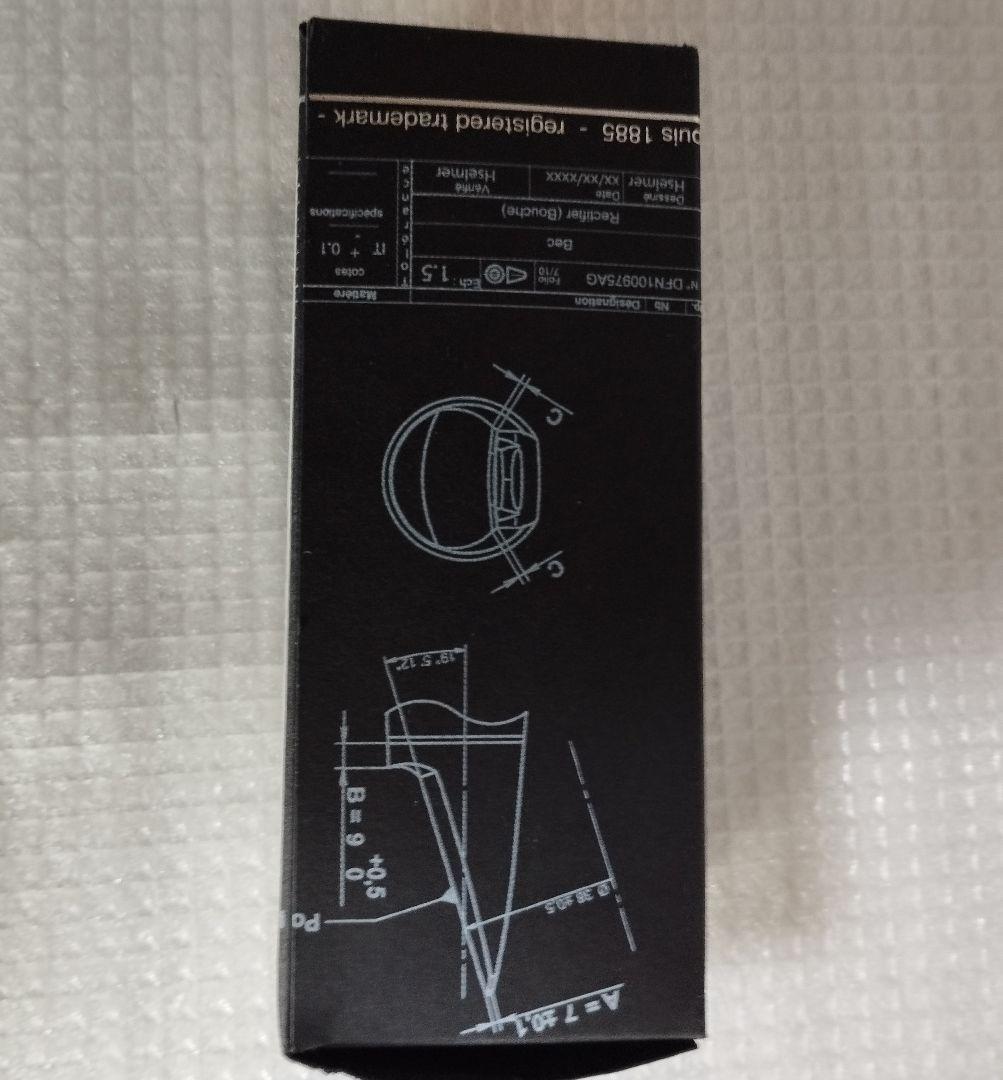 A = 7 ±0,1
Ø 38 ±0.5
B = 9 +0,5 0
19° 5' 12"
C
C
Nb Désignation Matière
N° DFN100975AG Folio 7/10 Ech : 1.5
Tolérance cotes
IT + 0.1
Bec
Rectifier (Bouche) spécifications
Dessiné Hselmer Date xx/xx/xxxx Vérifié Hselmer
1885 - registered trademark -